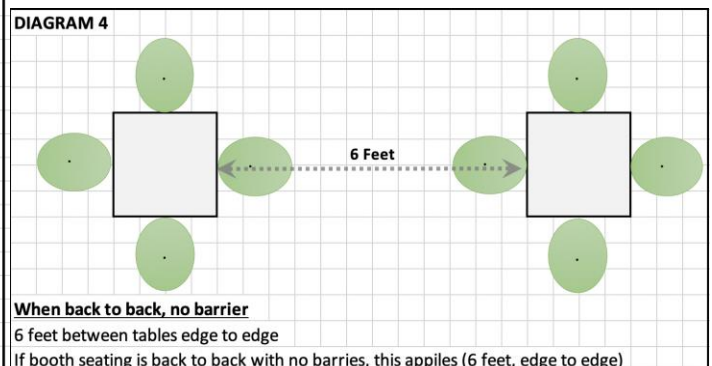 DIAGRAM 4
6 Feet
When back to back, no barrier
6 feet between tables edge to edge
If booth seating is back to back with no barries, this appiles (6 feet, edge to edge)